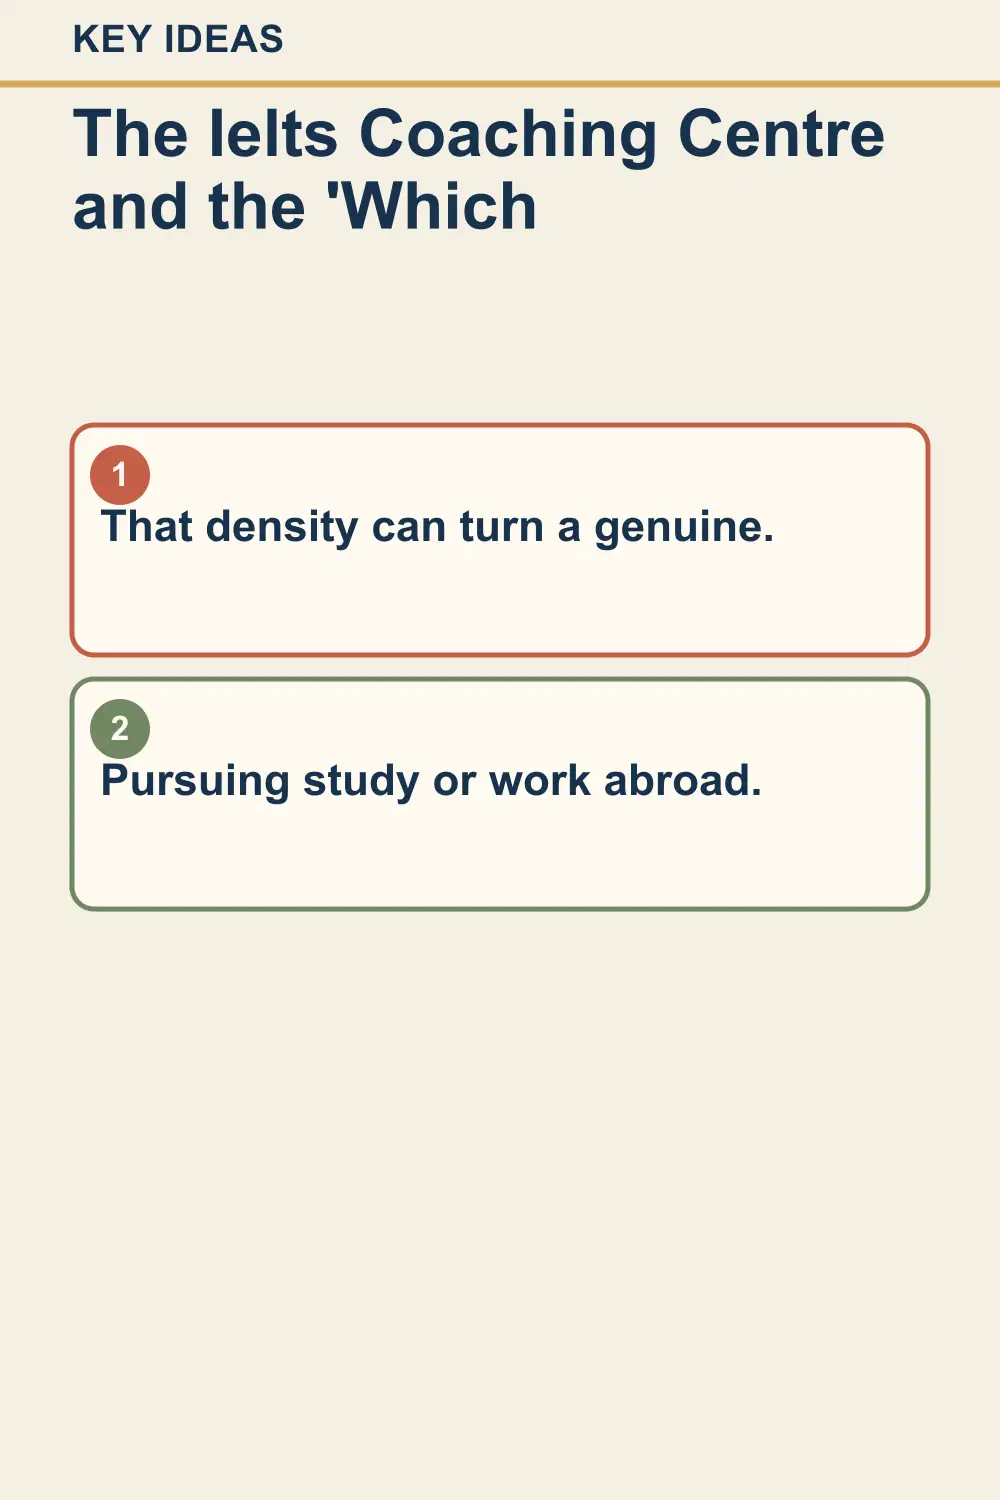 KEY IDEAS
The Ielts Coaching Centre
and the 'Which
1
That density can turn a genuine.
2
Pursuing study or work abroad.